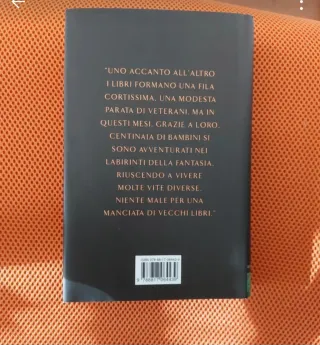 "UNO ACCANTO ALL'ALTRO
I LIBRI FORMANO UNA FILA
CORTISSIMA, UNA MODESTA
PARATA DI VETERANI, MA IN
QUESTI MESI, GRAZIE A LORO,
CENTINAIA DI BAMBINI SI
SONO AVVENTURATI NEI
LABIRINTI DELLA FANTASIA,
RIUSCENDO A VIVERE
MOLTE VITE DIVERSE.
NIENTE MALE PER UNA
MANCIATA DI VECCHI LIBRI."